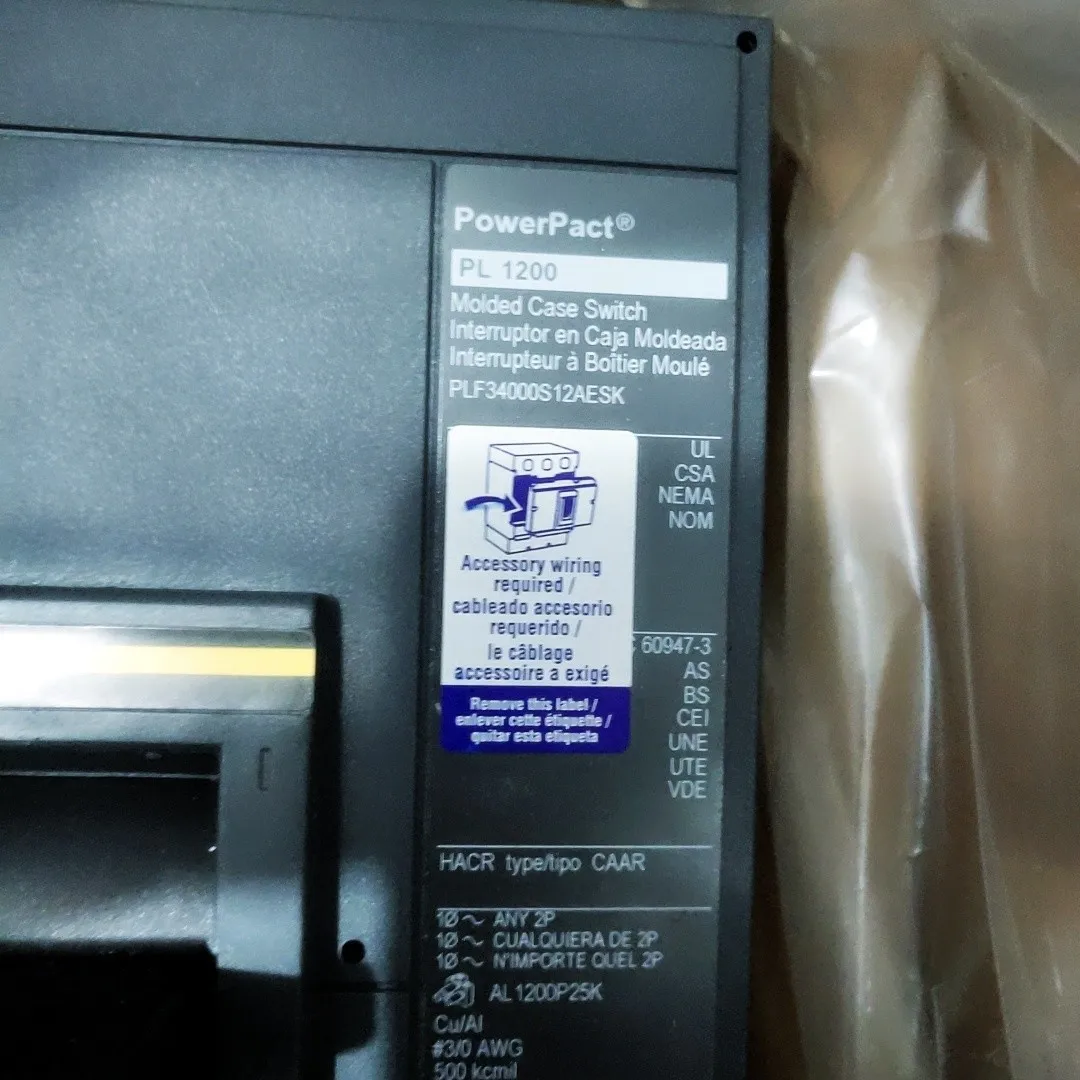 PowerPact®
PL 1200
Molded Case Switch
Interruptor en Caja Moldeada
Interrupteur à Boîtier Moulé
PLF34000S12AESK
UL
CSA
NEMA
NOM
Accessory wiring
required /
cableado accesorio
requerido /
le câblage
accessoire a exigé
Remove this label /
enlever cette étiquette /
quitar esta etiqueta
60947-3
AS
BS
CEI
UNE
UTE
VDE
HACR type/tipo CAAR
1Ø ~ ANY 2P
1Ø ~ CUALQUIERA DE 2P
1Ø ~ N'IMPORTE QUEL 2P
AL1200P25K
Cu/Al
#3/0 AWG
500 kcmil